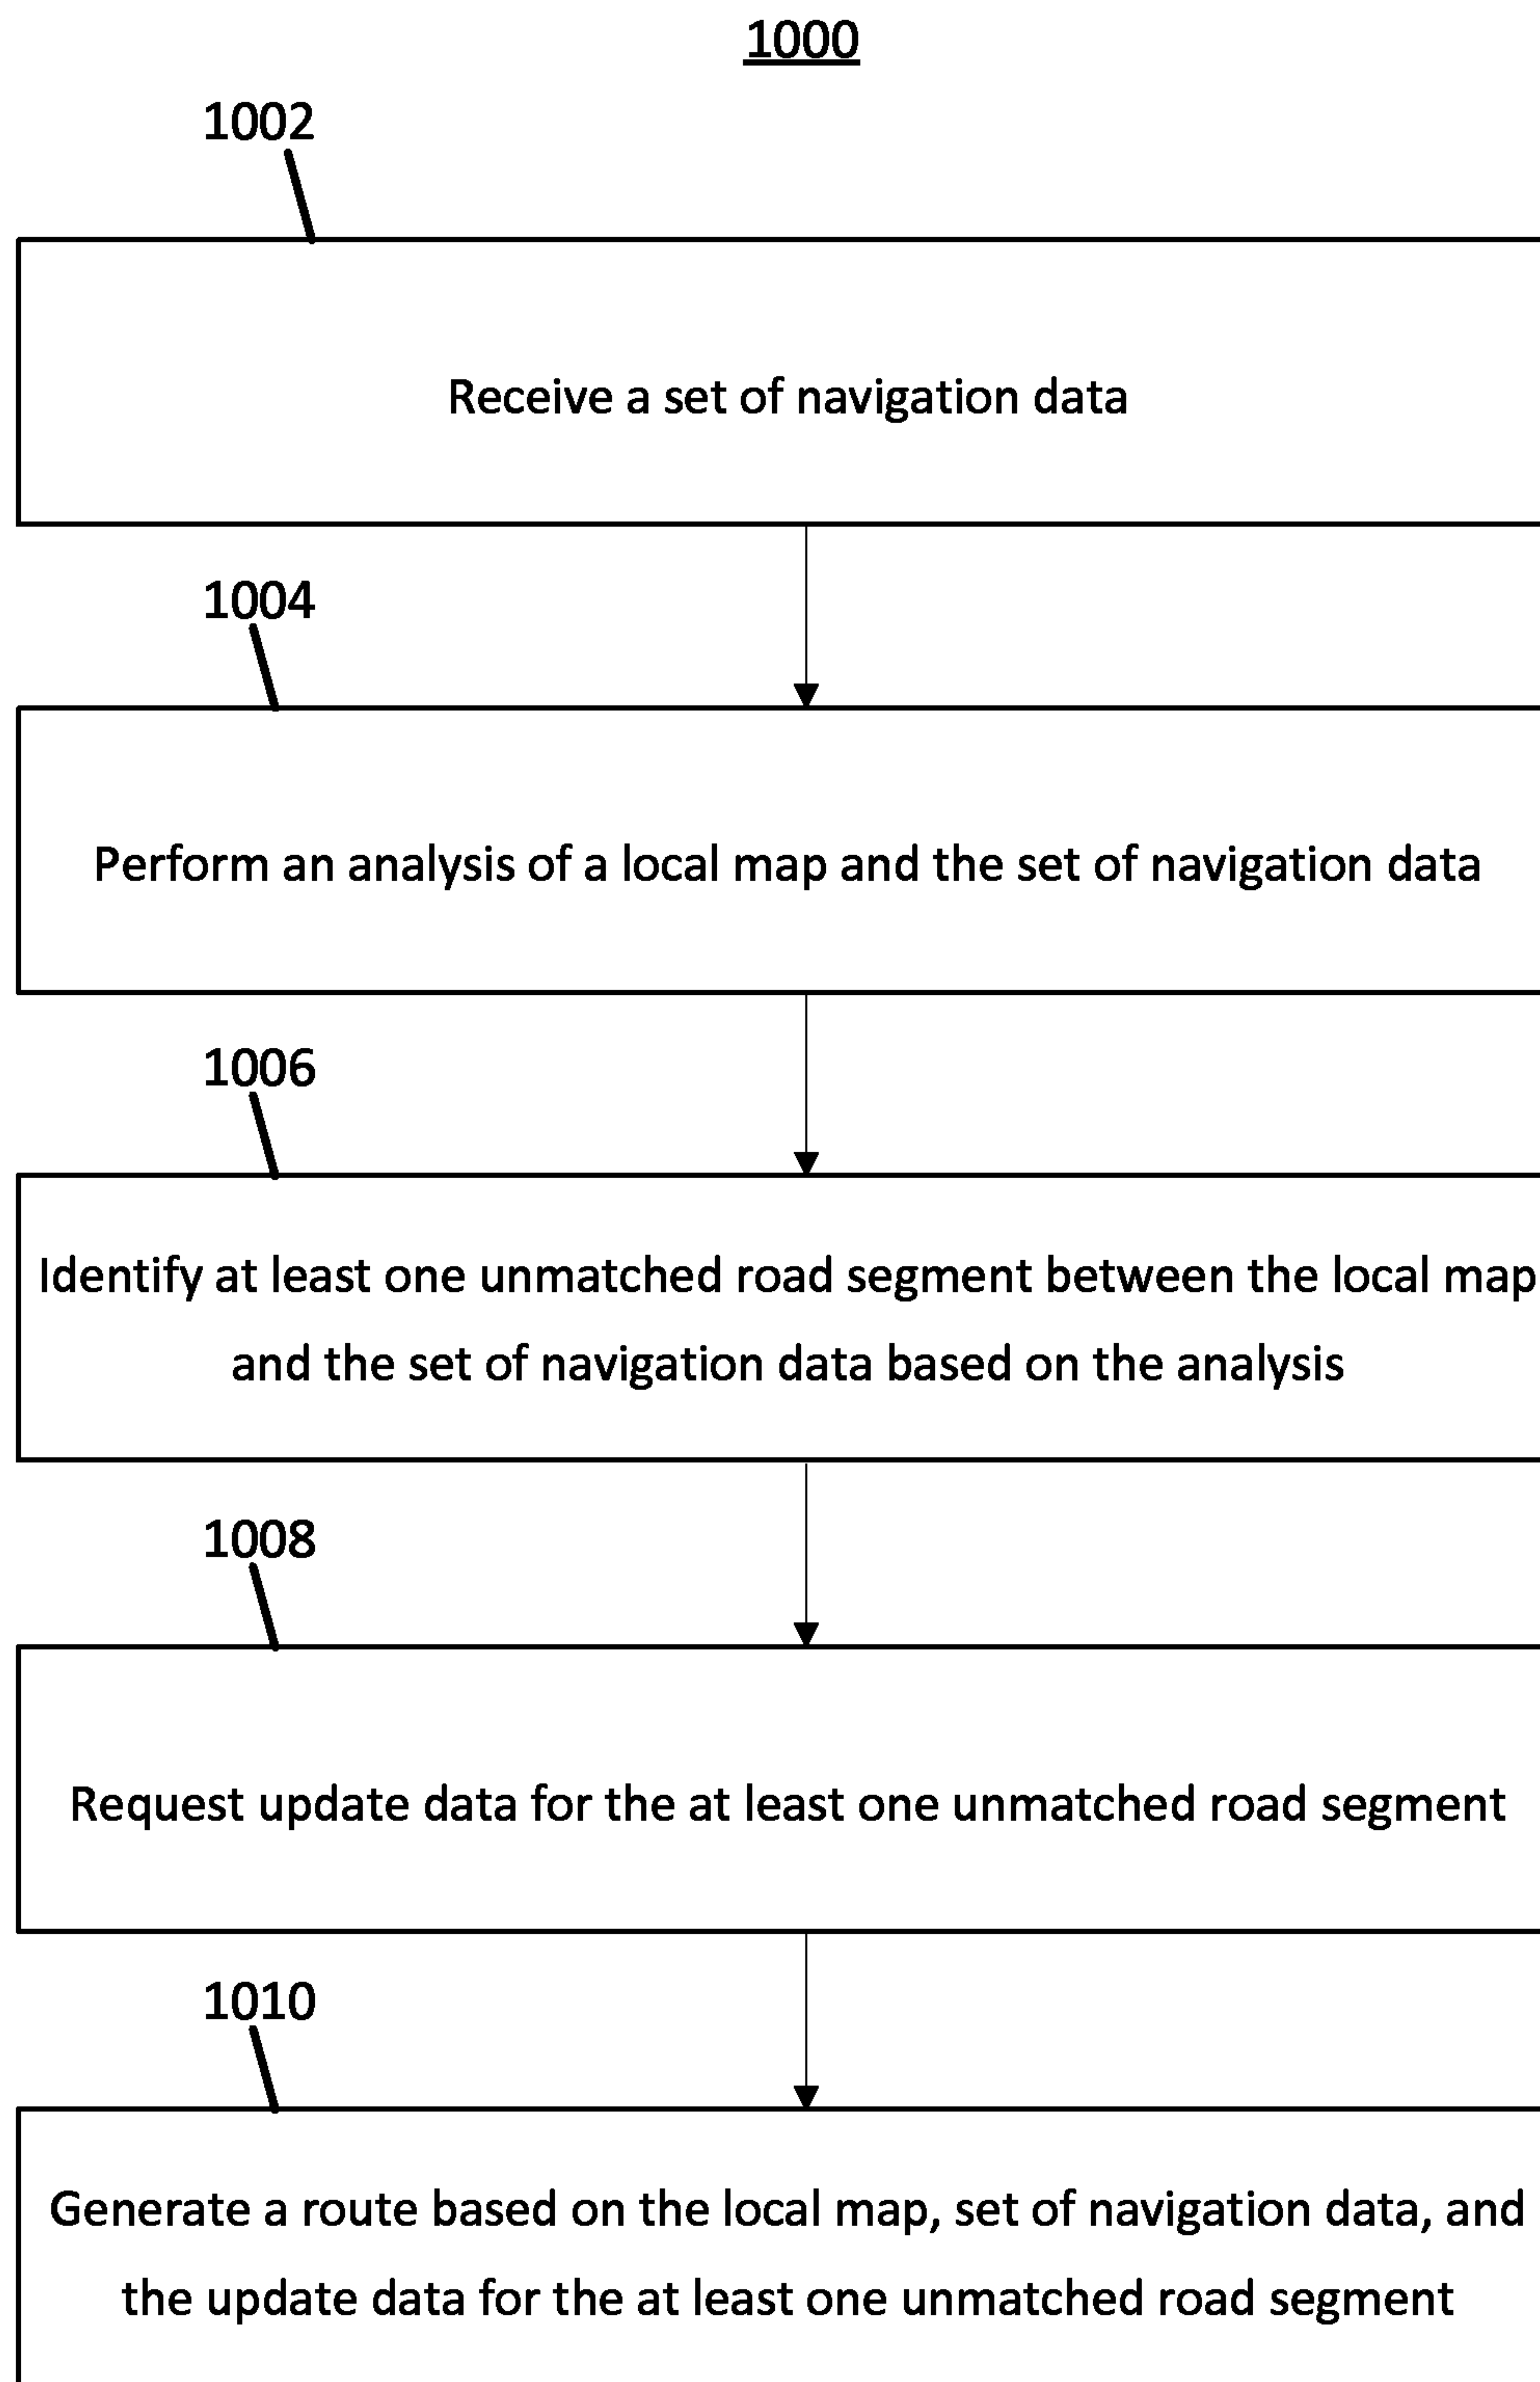 1000
1002
Receive a set of navigation data
1004
Perform an analysis of a local map and the set of navigation data
1006
Identify at least one unmatched road segment between the local map
and the set of navigation data based on the analysis
1008
Request update data for the at least one unmatched road segment
1010
Generate a route based on the local map, set of navigation data, and
the update data for the at least one unmatched road segment